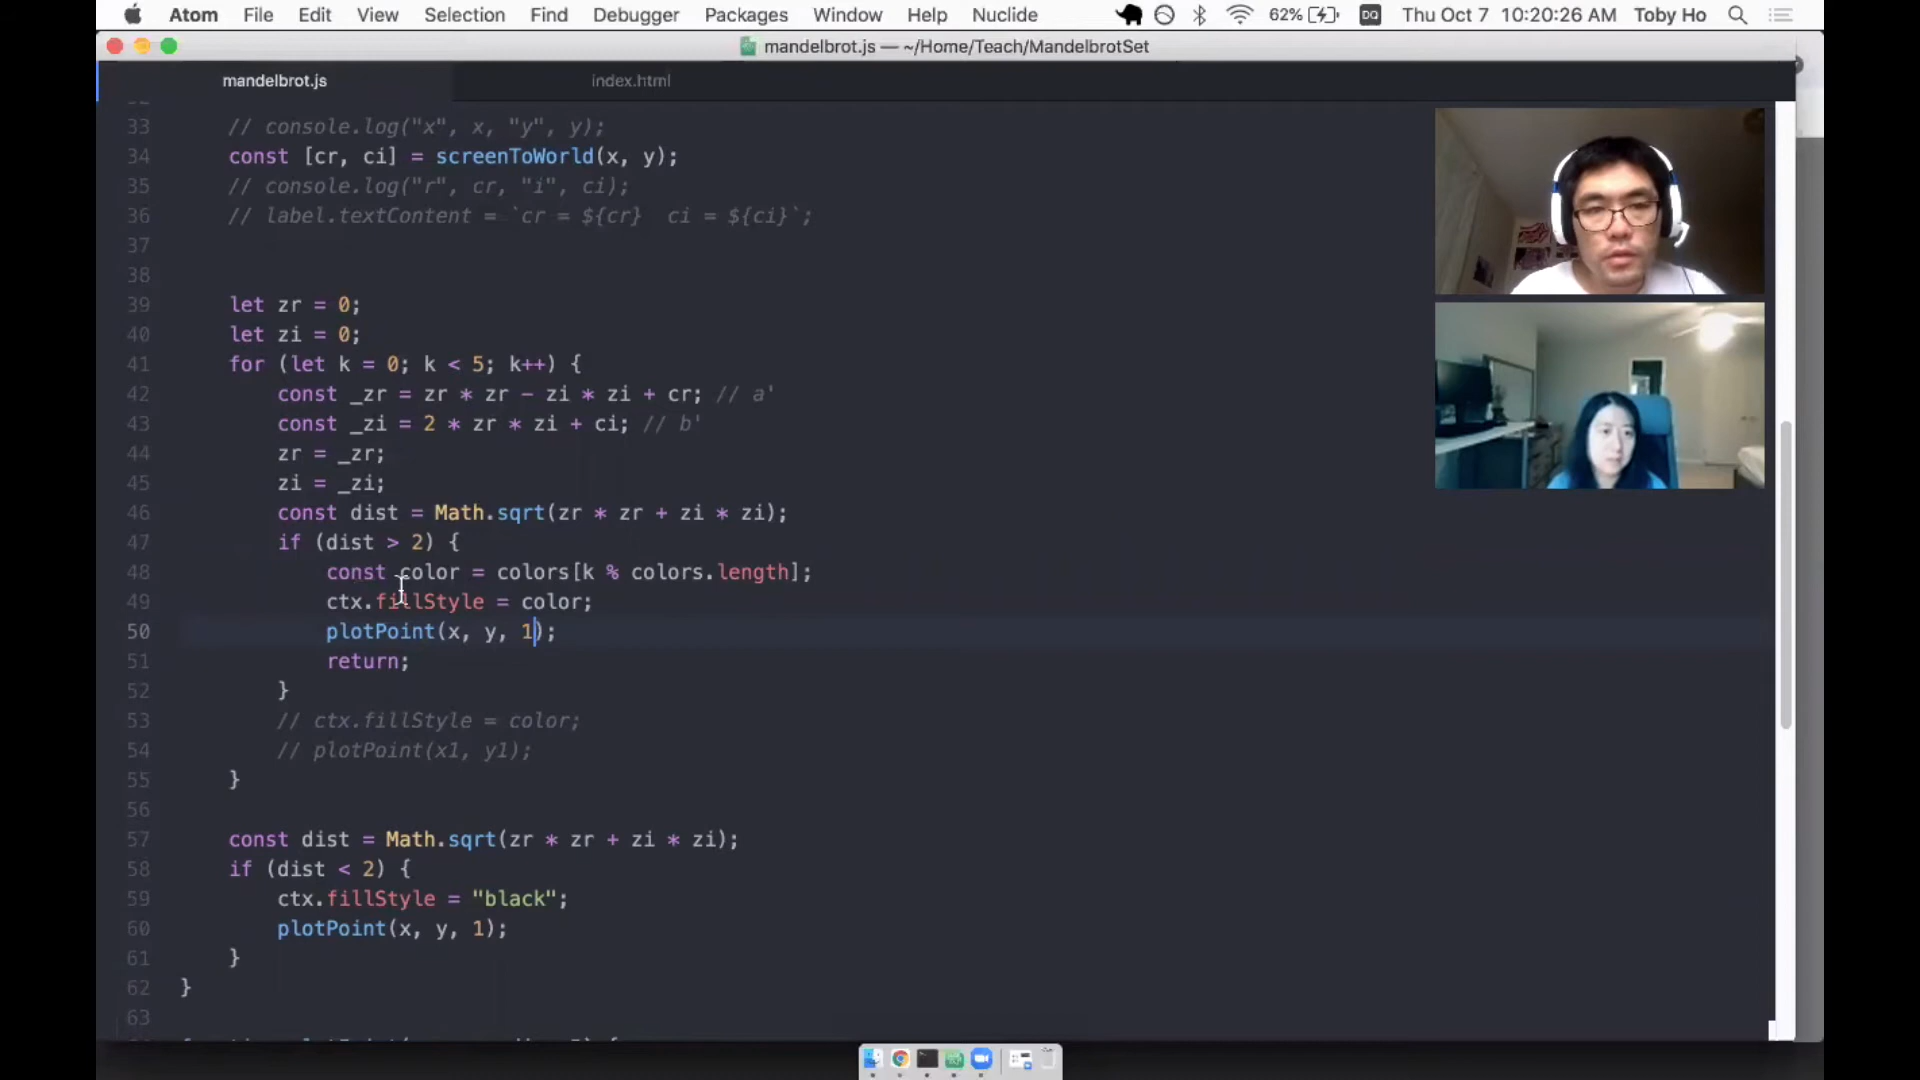 Atom File Edit View Selection Find Debugger Packages Window Help Nuclide 62% DQ Thu Oct 7 10:20:26 AM Toby Ho
mandelbrot.js — ~/Home/Teach/MandelbrotSet
mandelbrot.js index.html
33 // console.log("x", x, "y", y);
34 const [cr, ci] = screenToWorld(x, y);
35 // console.log("r", cr, "i", ci);
36 // label.textContent = `cr = ${cr}  ci = ${ci}`;
37
38
39 let zr = 0;
40 let zi = 0;
41 for (let k = 0; k < 5; k++) {
42 const _zr = zr * zr - zi * zi + cr; // a'
43 const _zi = 2 * zr * zi + ci; // b'
44 zr = _zr;
45 zi = _zi;
46 const dist = Math.sqrt(zr * zr + zi * zi);
47 if (dist > 2) {
48 const color = colors[k % colors.length];
49 ctx.fillStyle = color;
50 plotPoint(x, y, 1);
51 return;
52 }
53 // ctx.fillStyle = color;
54 // plotPoint(x1, y1);
55 }
56
57 const dist = Math.sqrt(zr * zr + zi * zi);
58 if (dist < 2) {
59 ctx.fillStyle = "black";
60 plotPoint(x, y, 1);
61 }
62 }
63